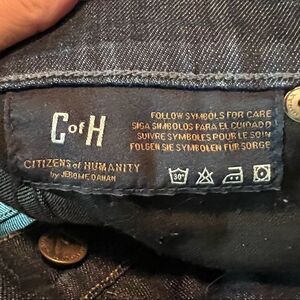 CofH
CITIZENS of HUMANITY
by JEROME DAHAN
FOLLOW SYMBOLS FOR CARE
SIGA SIMBOLOS PARA EL CUIDADO
SUIVRE SYMBOLES POUR LE SOIN
FOLGEN SIE SYMBOLEN FUR SORGE
30°